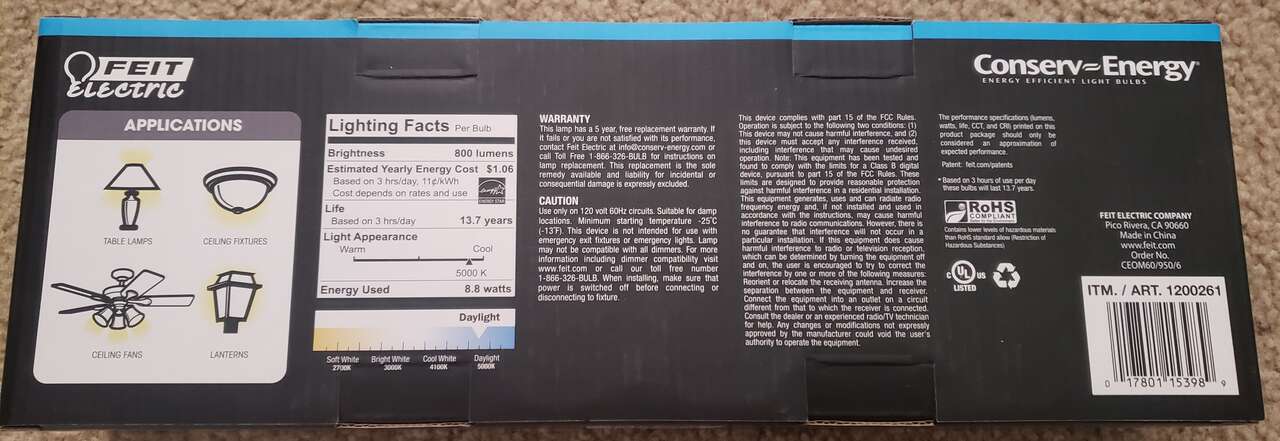 FEIT
Electric
APPLICATIONS
TABLE LAMPS
CEILING FIXTURES
CEILING FANS
LANTERNS
Lighting Facts Per Bulb
Brightness 800 lumens
Estimated Yearly Energy Cost $1.06
Based on 3 hrs/day, 11¢/kWh
Cost depends on rates and use
ENERGY STAR
Life
Based on 3 hrs/day 13.7 years
Light Appearance
Warm Cool
5000 K
Energy Used 8.8 watts
Daylight
Soft White Bright White Cool White Daylight
2700K 3000K 4100K 5000K
WARRANTY
This lamp has a 5 year, free replacement warranty. If
it fails or you are not satisfied with its performance,
contact Feit Electric at info@conserv-energy.com or
call Toll Free 1-866-326-BULB for instructions on
lamp replacement. This replacement is the sole
remedy available and liability for incidental or
consequential damage is expressly excluded.
CAUTION
Use only on 120 volt 60Hz circuits. Suitable for damp
locations. Minimum starting temperature -25°C
(-13°F). This device is not intended for use with
emergency exit fixtures or emergency lights. Lamp
may not be compatible with all dimmers. For more
information including dimmer compatibility visit
www.feit.com or call our toll free number
1-866-326-BULB. When installing, make sure that
power is switched off before connecting or
disconnecting to fixture.
This device complies with part 15 of the FCC Rules.
Operation is subject to the following two conditions: (1)
This device may not cause harmful interference, and (2)
this device must accept any interference received,
including interference that may cause undesired
operation. Note: This equipment has been tested and
found to comply with the limits for a Class B digital
device, pursuant to part 15 of the FCC Rules. These
limits are designed to provide reasonable protection
against harmful interference in a residential installation.
This equipment generates, uses and can radiate radio
frequency energy and, if not installed and used in
accordance with the instructions, may cause harmful
interference to radio communications. However, there is
no guarantee that interference will not occur in a
particular installation. If this equipment does cause
harmful interference to radio or television reception,
which can be determined by turning the equipment off
and on, the user is encouraged to try to correct the
interference by one or more of the following measures:
Reorient or relocate the receiving antenna. Increase the
separation between the equipment and receiver.
Connect the equipment into an outlet on a circuit
different from that to which the receiver is connected.
Consult the dealer or an experienced radio/TV technician
for help. Any changes or modifications not expressly
approved by the manufacturer could void the user's
authority to operate the equipment.
Conserv=Energy
ENERGY EFFICIENT LIGHT BULBS
The performance specifications (lumens,
watts, life, CCT, and CRI) printed on this
product package should only be
considered an approximation of
expected performance.
Patent: feit.com/patents
* Based on 3 hours of use per day
these bulbs will last 13.7 years.
RoHS
COMPLIANT
Contains lower levels of hazardous materials
than RoHS standard allow (Restriction of
Hazardous Substances)
C UL US
LISTED
FEIT ELECTRIC COMPANY
Pico Rivera, CA 90660
Made in China
www.feit.com
Order No.
CEOM60/950/6
ITM. / ART. 1200261
0 17801 15398 9